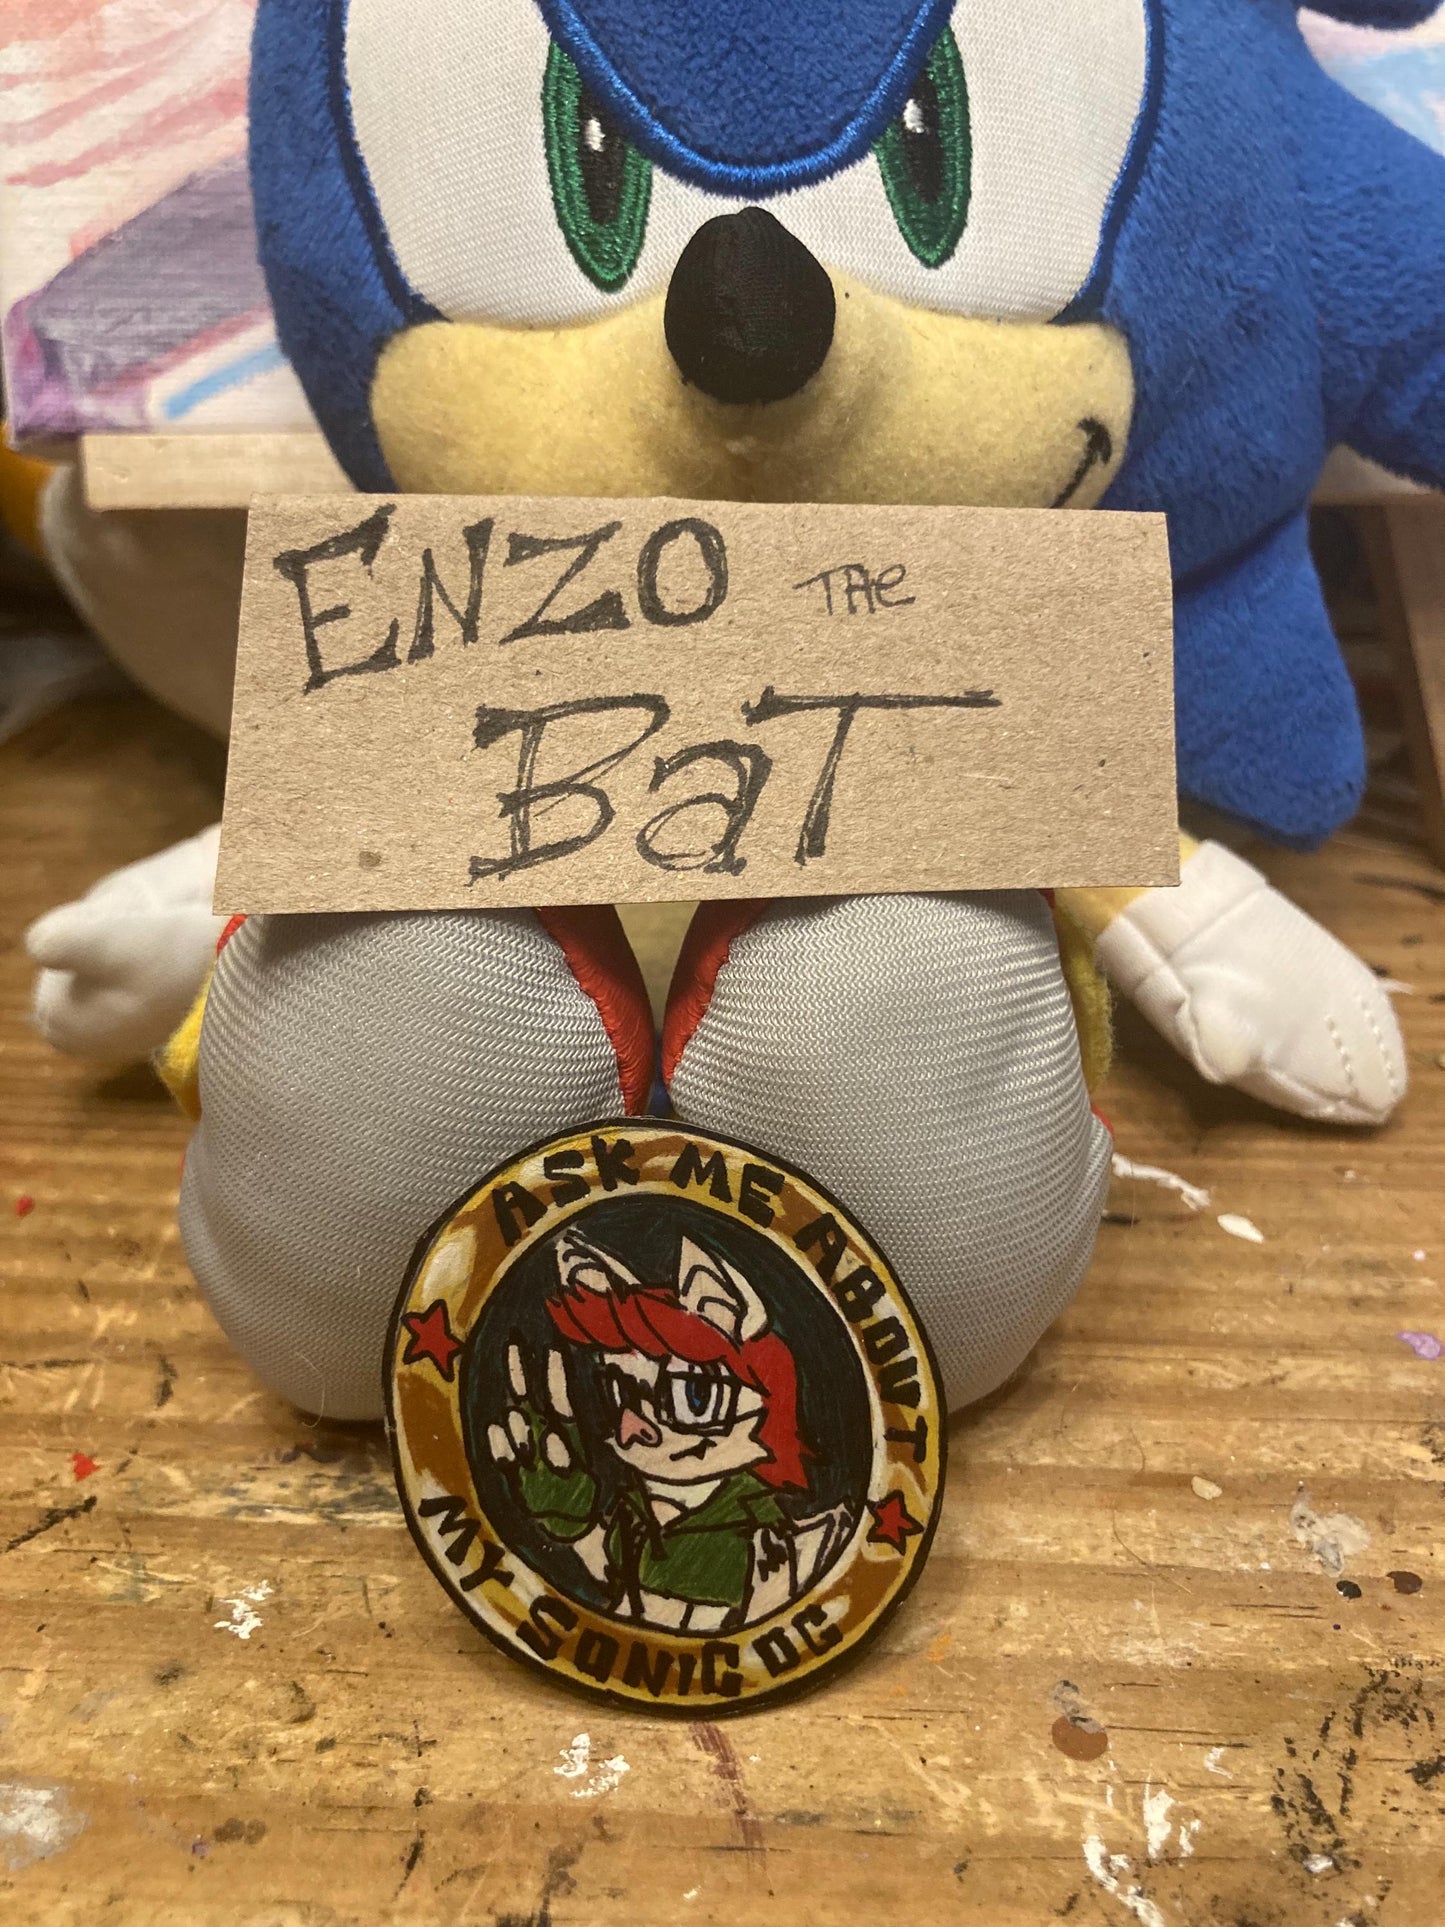 ENZO THE
BaT
ASK ME ABOUT
MY SONIC OC